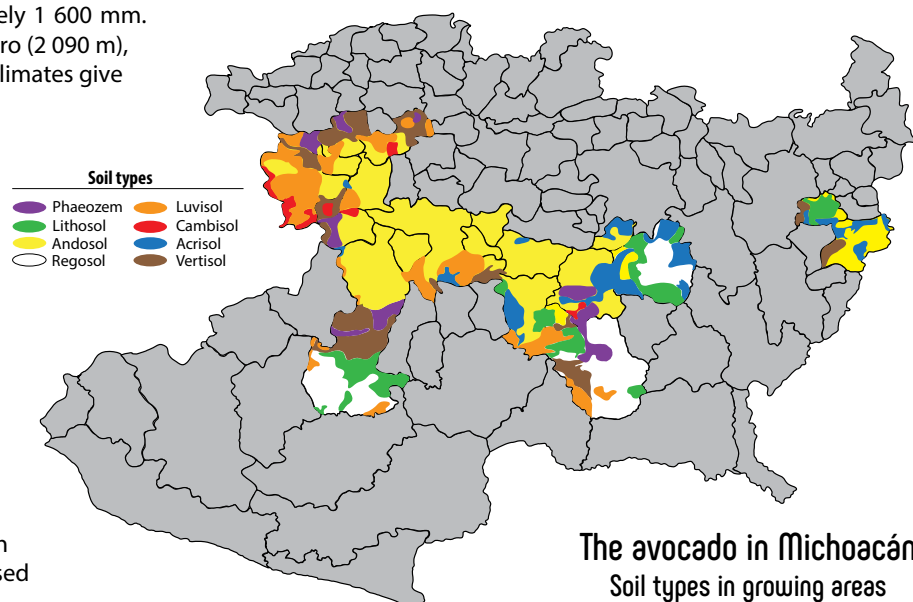 ely 1 600 mm.
ro (2 090 m),
limates give
Soil types
Phaeozem
Lithosol
Andosol
Regosol
Luvisol
Cambisol
Acrisol
Vertisol
n
sed
The avocado in Michoacán
Soil types in growing areas